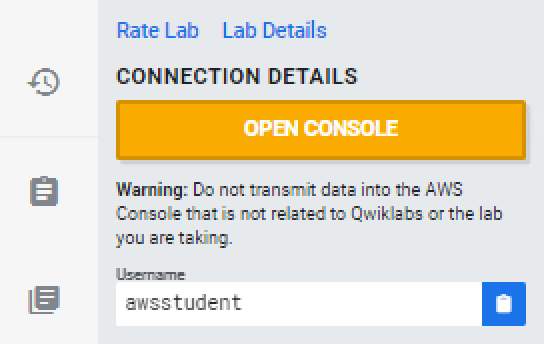 Rate Lab Lab Details
CONNECTION DETAILS
OPEN CONSOLE
Warning: Do not transmit data into the AWS
Console that is not related to Qwiklabs or the lab
you are taking.
Username
awsstudent